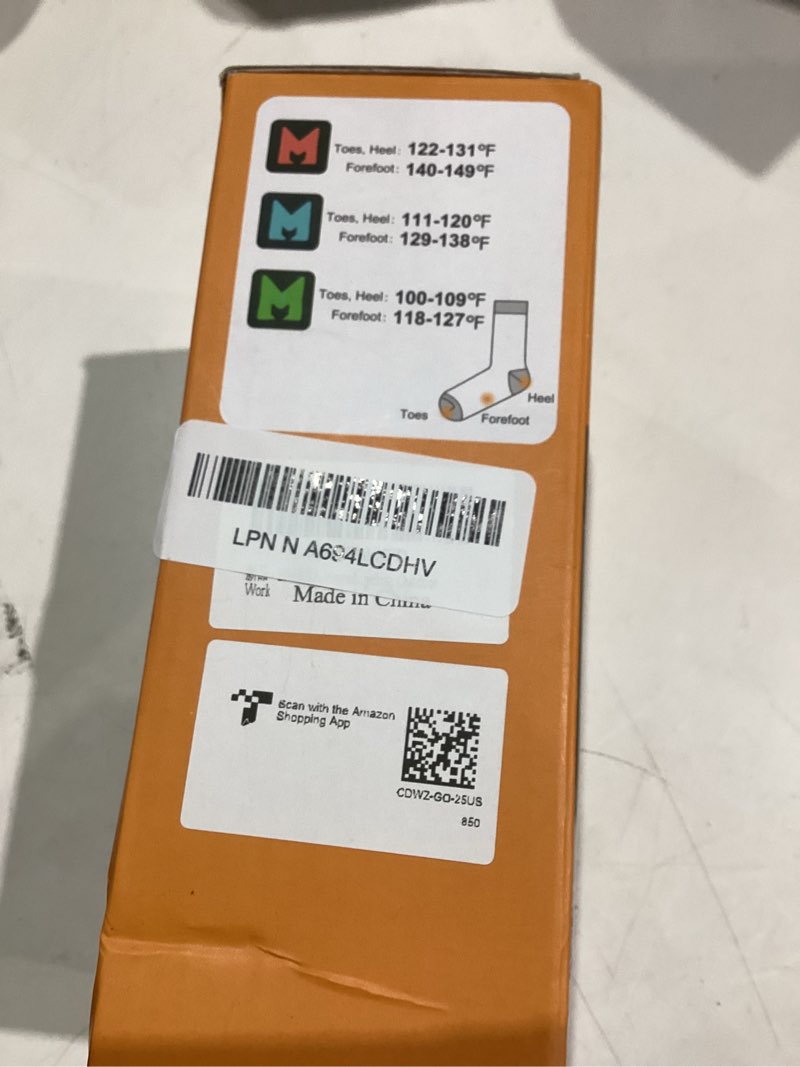 M Toes, Heel: 122-131°F
Forefoot: 140-149°F
M Toes, Heel: 111-120°F
Forefoot: 129-138°F
M Toes, Heel: 100-109°F
Forefoot: 118-127°F
Heel
Toes
Forefoot
LPN N A694LCDHV
Work Made in China
Scan with the Amazon
Shopping App
CDWZ-GO-25US
850